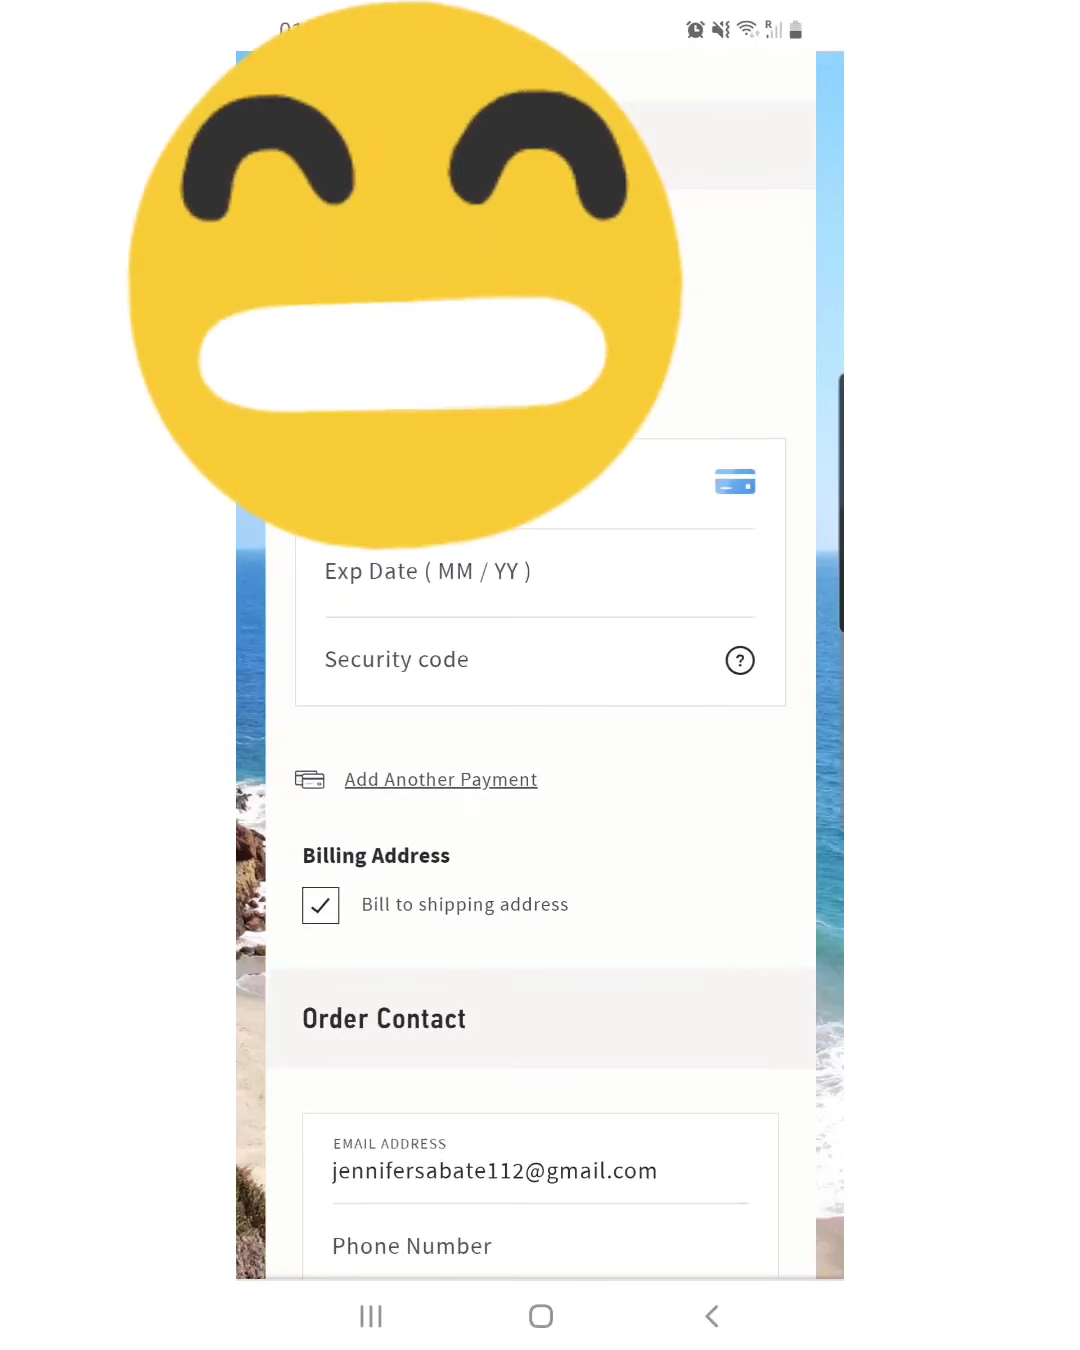 Exp Date ( MM / YY )
Security code
?
Add Another Payment
Billing Address
Bill to shipping address
Order Contact
EMAIL ADDRESS
jennifersabate112@gmail.com
Phone Number